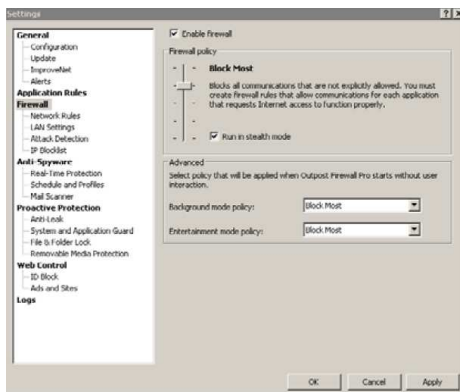 Settings
General
Configuration
Update
ImproveNet
Alerts
Application Rules
Firewall
Network Rules
LAN Settings
Attack Detection
IP Blocklist
Anti-Spyware
Real-Time Protection
Schedule and Profiles
Mail Scanner
Proactive Protection
Anti-Leak
System and Application Guard
File & Folder Lock
Removable Media Protection
Web Control
ID Block
Ads and Sites
Logs
Enable firewall
Firewall policy
Block Most
Blocks all communications that are not explicitly allowed. You must
create firewall rules that allow communications for each application
that requests Internet access to function properly.
Run in stealth mode
Advanced
Select policy that will be applied when Outpost Firewall Pro starts without user
interaction.
Background mode policy: Block Most
Entertainment mode policy: Block Most
OK Cancel Apply